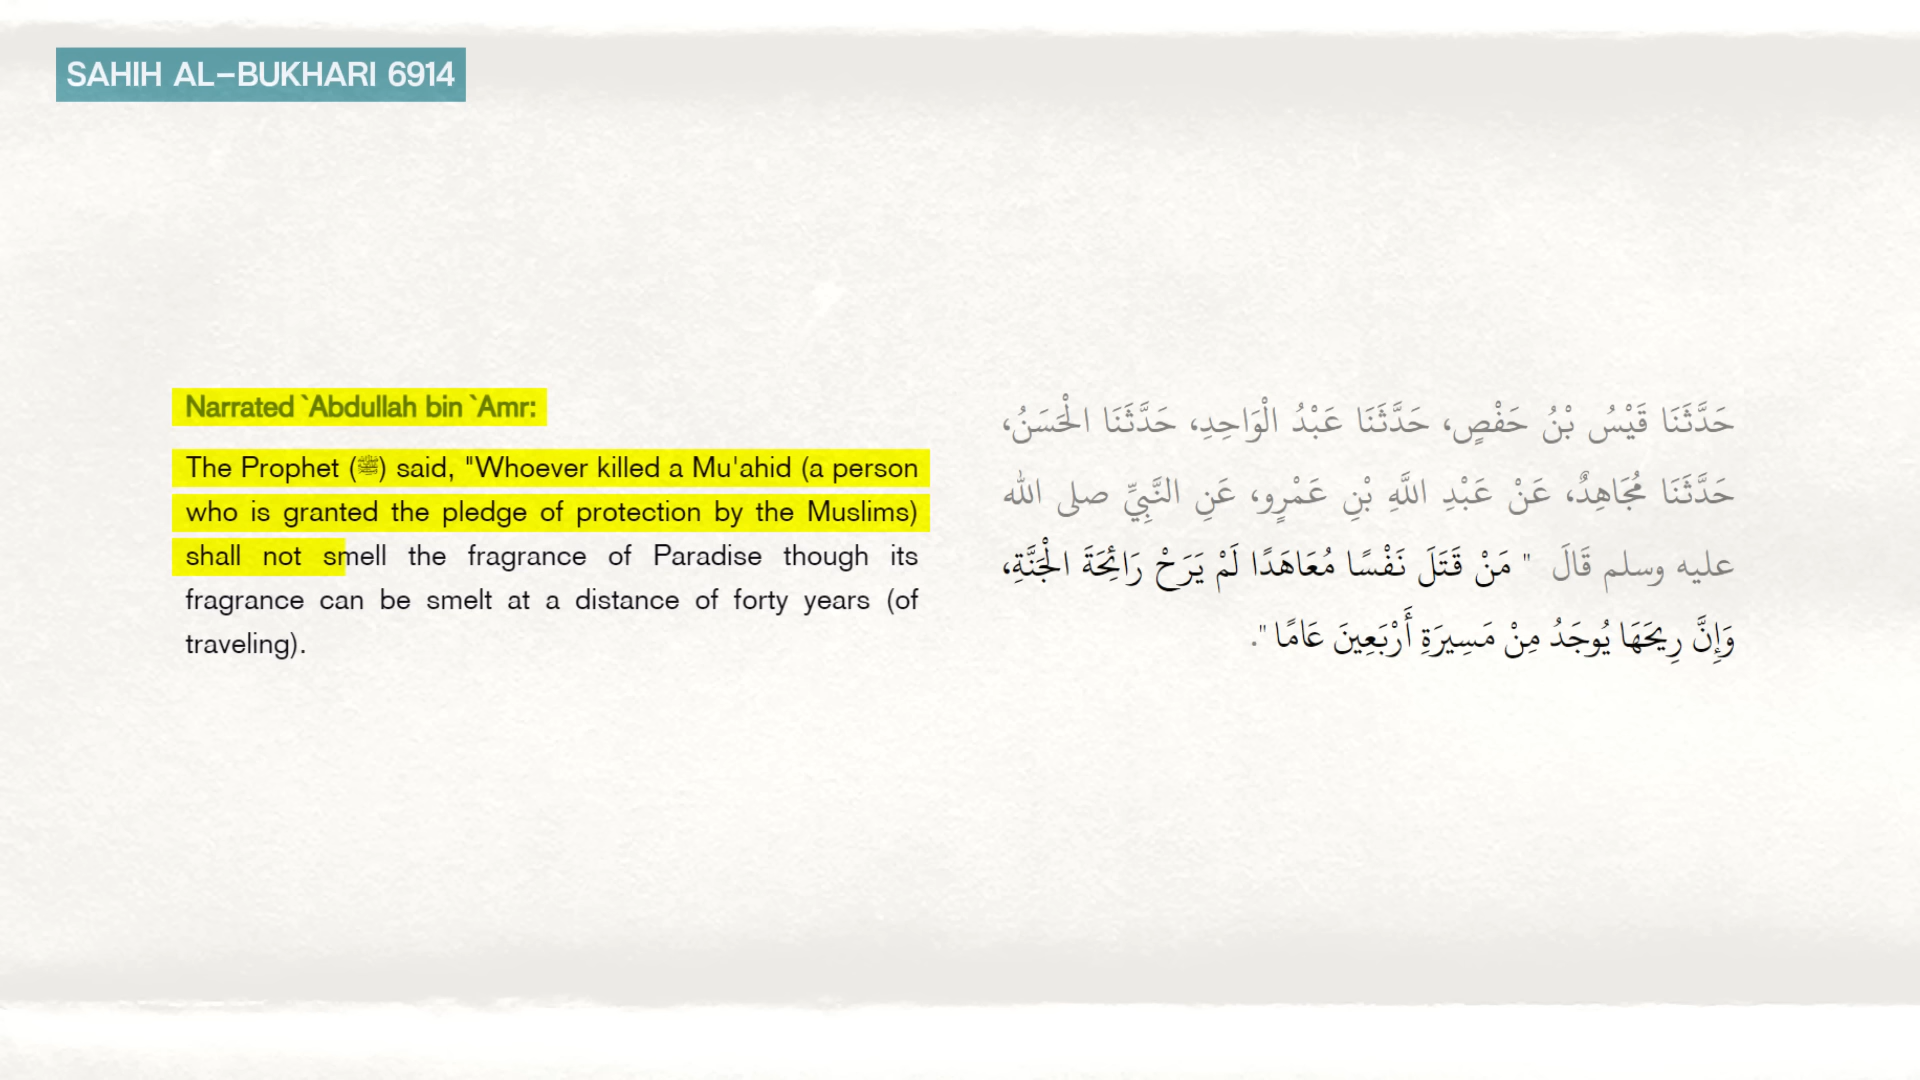 SAHIH AL-BUKHARI 6914
Narrated `Abdullah bin `Amr:
The Prophet (ﷺ) said, "Whoever killed a Mu'ahid (a person
who is granted the pledge of protection by the Muslims)
shall not smell the fragrance of Paradise though its
fragrance can be smelt at a distance of forty years (of
traveling).
حَدَّثَنَا قَيْسُ بْنُ حَفْصٍ، حَدَّثَنَا عَبْدُ الْوَاحِدِ، حَدَّثَنَا الْحَسَنُ،
حَدَّثَنَا مُجَاهِدٌ، عَنْ عَبْدِ اللَّهِ بْنِ عَمْرٍو، عَنِ النَّبِيِّ صلى الله
عليه وسلم قَالَ ‏"‏ مَنْ قَتَلَ نَفْسًا مُعَاهَدًا لَمْ يَرَحْ رَائِحَةَ الْجَنَّةِ،
وَإِنَّ رِيحَهَا يُوجَدُ مِنْ مَسِيرَةِ أَرْبَعِينَ عَامًا ‏"‏‏.‏